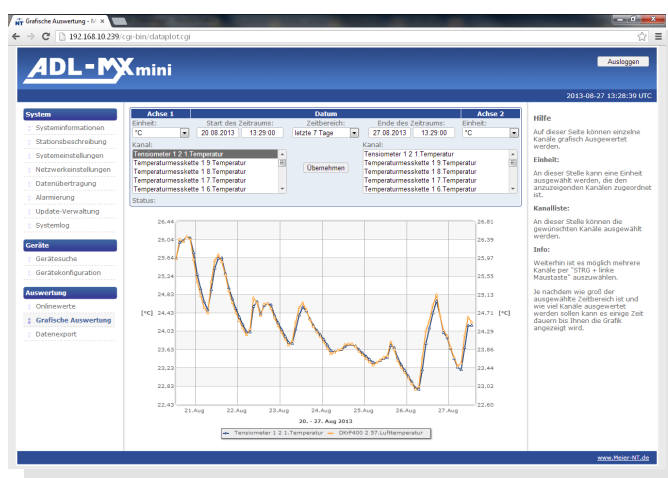 Grafische Auswertung - M
192.168.10.239/cgi-bin/dataplot.cgi
ADL-MX mini
Ausloggen
2013-08-27 13:28:39 UTC
System
Systeminformationen
Stationsbeschreibung
Systemeinstellungen
Netzwerkeinstellungen
Datenübertragung
Alarmierung
Update-Verwaltung
Systemlog
Geräte
Gerätesuche
Gerätekonfiguration
Auswertung
Onlinewerte
Grafische Auswertung
Datenexport
Achse 1 Datum Achse 2
Einheit: Start des Zeitraums: Zeitbereich: Ende des Zeitraums: Einheit:
°C 20.08.2013 13:29:00 letzte 7 Tage 27.08.2013 13:29:00 °C
Kanal: Kanal:
Tensiometer 1 2 1.Temperatur Tensiometer 1 2 1.Temperatur
Temperaturmesskette 1 9.Temperatur Temperaturmesskette 1 9.Temperatur
Temperaturmesskette 1 8.Temperatur Übernehmen Temperaturmesskette 1 8.Temperatur
Temperaturmesskette 1 7.Temperatur Temperaturmesskette 1 7.Temperatur
Temperaturmesskette 1 6.Temperatur Temperaturmesskette 1 6.Temperatur
Status:
26.44 26.81
26.04 26.39
25.64 25.97
25.24 25.55
24.83 25.13
[°C] 24.43 24.71 [°C]
24.03 24.29
23.63 23.86
23.23 23.44
22.83 23.02
22.43 22.60
21.Aug 22.Aug 23.Aug 24.Aug 25.Aug 26.Aug 27.Aug
20. - 27. Aug 2013
Tensiometer 1 2 1.Temperatur DKrF400 2 97.Lufttemperatur
Hilfe
Auf dieser Seite können einzelne
Kanäle grafisch Ausgewertet
werden.
Einheit:
An dieser Stelle kann eine Einheit
ausgewählt werden, die den
anzuzeigenden Kanälen zugeordnet
ist.
Kanalliste:
An dieser Stelle können die
gewünschten Kanäle ausgewählt
werden.
Info:
Weiterhin ist es möglich mehrere
Kanäle per "STRG + linke
Maustaste" auszuwählen.
Je nachdem wie groß der
ausgewählte Zeitbereich ist und
wie viel Kanäle ausgewertet
werden sollen kann es einige Zeit
dauern bis Ihnen die Grafik
angezeigt wird.
www.Meier-NT.de